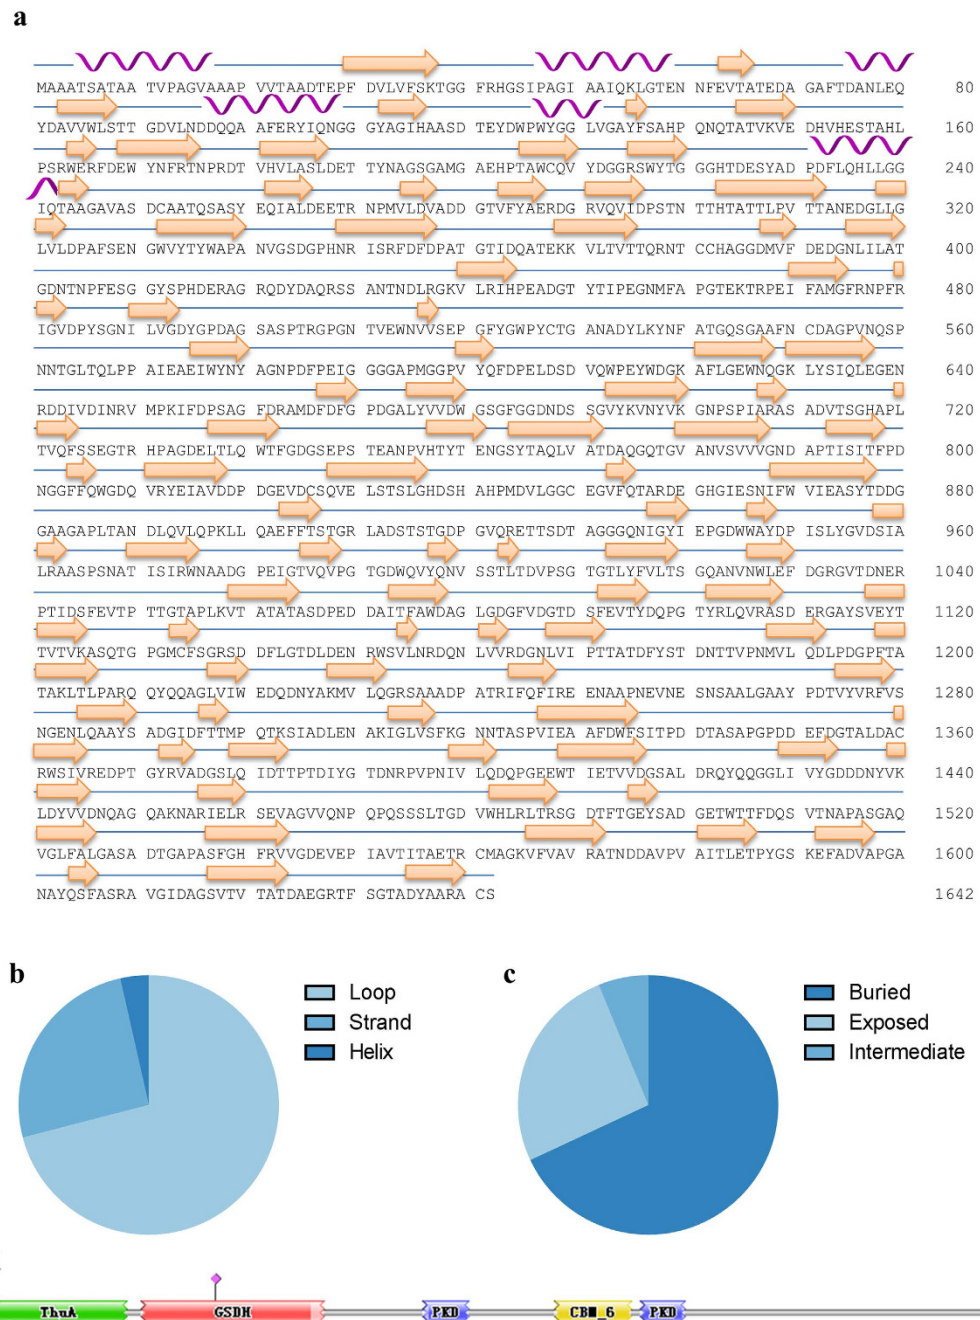 a
MAAATSATAA TVPAGVAAAP VVTAADTEPF DVLVFSKTGG FRHGSIPAGI AAIQKLGTEN NFEVTATEDA GAFTDANLEQ 80
YDAVVWLSTT GDVLNDDQQA AFERYIQNGG GYAGIHAASD TEYDWPWYGG LVGAYFSAHP QNQTATVKVE DHVHESTAHL 160
PSRWERFDEW YNFRTNPRDT VHVLASLDET TYNAGSGAMG AEHPTAWCQV YDGGRSWYTG GGHTDESYAD PDFLQHLLGG 240
IQTAAGAVAS DCAATQSASY EQIALDEETR NPMVLDVADD GTVFYAERDG RVQVIDPSTN TTHTATTLPV TTANEDGLLG 320
LVLDPAFSEN GWVYTYWAPA NVGSDGPHNR ISRFDFDPAT GTIDQATEKK VLTVTTQRNT CCHAGGDMVF DEDGNLILAT 400
GDNTNPFESG GYSPHDERAG RQDYDAQRSS ANTNDLRGKV LRIHPEADGT YTIPEGNMFA PGTEKTRPEI FAMGFRNPFR 480
IGVDPYSGNI LVGDYGPDAG SASPTRGPGN TVEWNVVSEP GFYGWPYCTG ANADYLKYNF ATGQSGAAFN CDAGPVNQSP 560
NNTGLTQLPP AIEAEIWYNY AGNPDFPEIG GGGAPMGGPV YQFDPELDSD VQWPEYWDGK AFLGEWNQGK LYSIQLEGEN 640
RDDIVDINRV MPKIFDPSAG FDRAMDFDFG PDGALYVVDW GSGFGGDNDS SGVYKVNYVK GNPSPIARAS ADVTSGHAPL 720
TVQFSSEGTR HPAGDELTLQ WTFGDGSEPS TEANPVHTYT ENGSYTAQLV ATDAQGQTGV ANVSVVVGND APTISITFPD 800
NGGFFQWGDQ VRYEIAVDDP DGEVDCSQVE LSTSLGHDSH AHPMDVLGGC EGVFQTARDE GHGIESNIFW VIEASYTDDG 880
GAAGAPLTAN DLQVLQPKLL QAEFFTSTGR LADSTSTGDP GVQRETTSDT AGGGQNIGYI EPGDWWAYDP ISLYGVDSIA 960
LRAASPSNAT ISIRWNAADG PEIGTVQVPG TGDWQVYQNV SSTLTDVPSG TGTLYFVLTS GQANVNWLEF DGRGVTDNER 1040
PTIDSFEVTP TTGTAPLKVT ATATASDPED DAITFAWDAG LGDGFVDGTD SFEVTYDQPG TYRLQVRASD ERGAYSVEYT 1120
TVTVKASQTG PGMCFSGRSD DFLGTDLDEN RWSVLNRDQN LVVRDGNLVI PTTATDFYST DNTTVPNMVL QDLPDGPFTA 1200
TAKLTLPARQ QYQQAGLVIW EDQDNYAKMV LQGRSAAADP ATRIFQFIRE ENAAPNEVNE SNSAALGAAY PDTVYVRFVS 1280
NGENLQAAYS ADGIDFTTMP QTKSIADLEN AKIGLVSFKG NNTASPVIEA AFDWFSITPD DTASAPGPDD EFDGTALDAC 1360
RWSIVREDPT GYRVADGSLQ IDTTPTDIYG TDNRPVPNIV LQDQPGEEWT IETVVDGSAL DRQYQQGGLI VYGDDDNYVK 1440
LDYVVDNQAG QAKNARIELR SEVAGVVQNP QPQSSSLTGD VWHLRLTRSG DTFTGEYSAD GETWTTFDQS VTNAPASGAQ 1520
VGLFALGASA DTGAPASFGH FRVVGDEVEP IAVTITAETR CMAGKVFVAV RATNDDAVPV AITLETPYGS KEFADVAPGA 1600
NAYQSFASRA VGIDAGSVTV TATDAEGRTF SGTADYAARA CS 1642
b
Loop
Strand
Helix
c
Buried
Exposed
Intermediate
ThuA GSDH PKD CBM_6 PKD